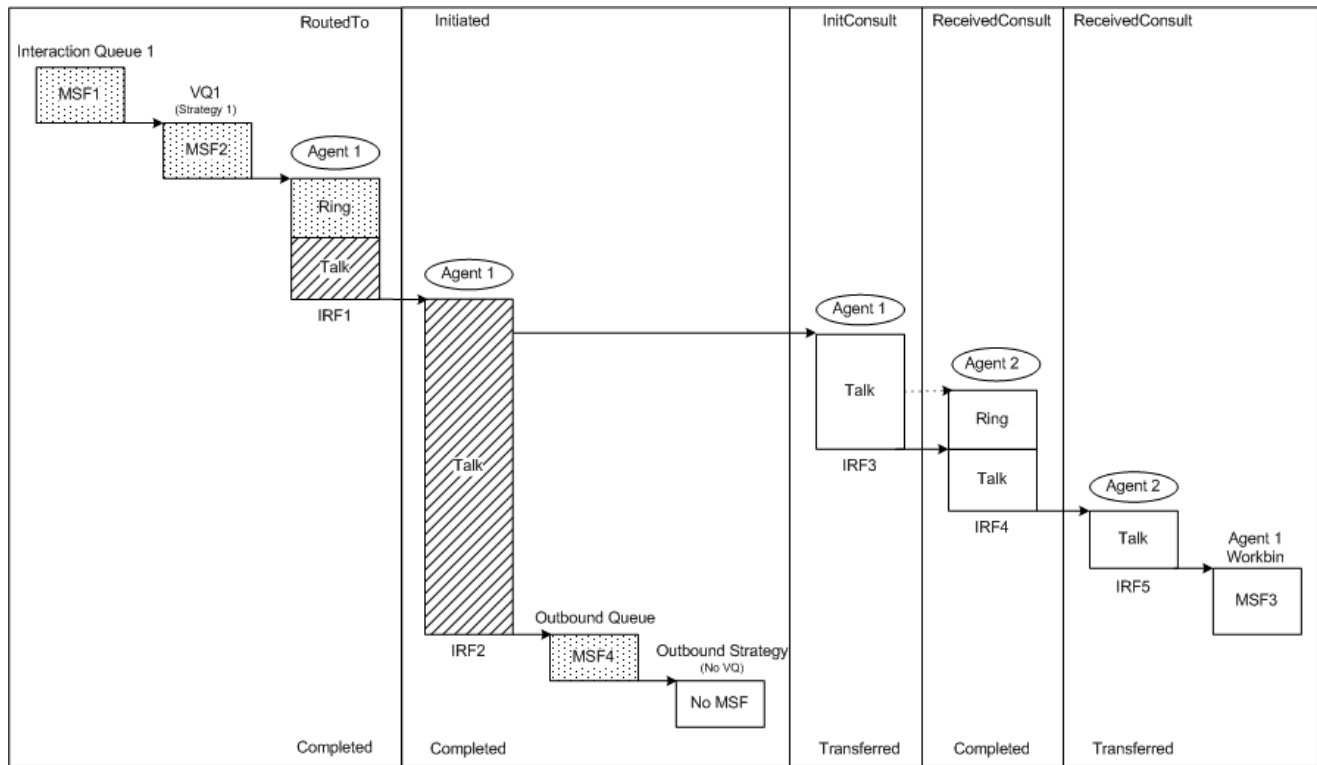 RoutedTo
Initiated
InitConsult
ReceivedConsult
ReceivedConsult
Interaction Queue 1
MSF1
VQ1
(Strategy 1)
MSF2
Agent 1
Ring
Talk
IRF1
Agent 1
Talk
IRF2
Outbound Queue
MSF4
Outbound Strategy
(No VQ)
No MSF
Agent 1
Talk
IRF3
Agent 2
Ring
Talk
IRF4
Agent 2
Talk
IRF5
Agent 1
Workbin
MSF3
Completed
Completed
Transferred
Completed
Transferred